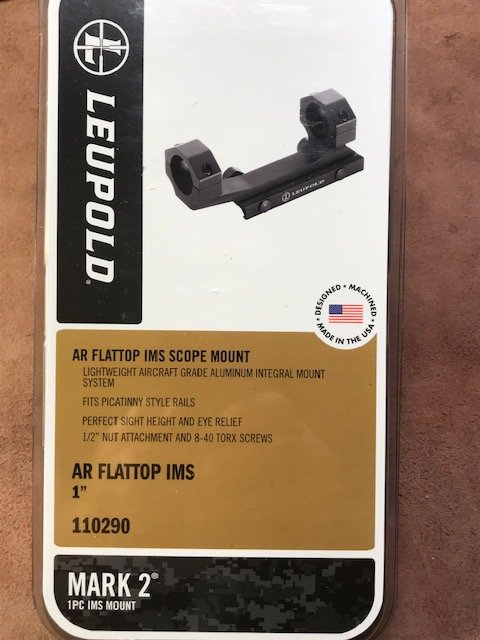 LEUPOLD®
LEUPOLD
DESIGNED • MACHINED
• MADE IN THE USA •
AR FLATTOP IMS SCOPE MOUNT
LIGHTWEIGHT AIRCRAFT GRADE ALUMINUM INTEGRAL MOUNT
SYSTEM
FITS PICATINNY STYLE RAILS
PERFECT SIGHT HEIGHT AND EYE RELIEF
1/2" NUT ATTACHMENT AND 8-40 TORX SCREWS
AR FLATTOP IMS
1"
110290
MARK 2®
1PC IMS MOUNT